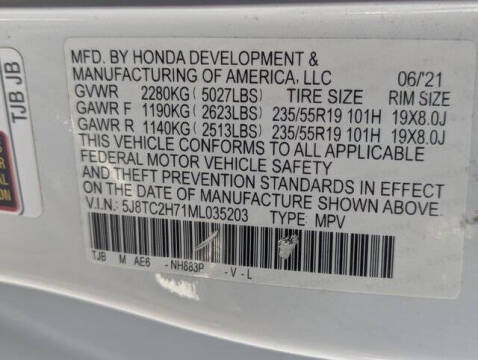 TJB JB
MFD. BY HONDA DEVELOPMENT &
MANUFACTURING OF AMERICA, LLC 06/'21
GVWR 2280KG (5027LBS) TIRE SIZE RIM SIZE
GAWR F 1190KG (2623LBS) 235/55R19 101H 19X8.0J
GAWR R 1140KG (2513LBS) 235/55R19 101H 19X8.0J
THIS VEHICLE CONFORMS TO ALL APPLICABLE
FEDERAL MOTOR VEHICLE SAFETY
AND THEFT PREVENTION STANDARDS IN EFFECT
ON THE DATE OF MANUFACTURE SHOWN ABOVE.
V.I.N.: 5J8TC2H71ML035203 TYPE: MPV
TJB M AE6 -NH883P -V-L